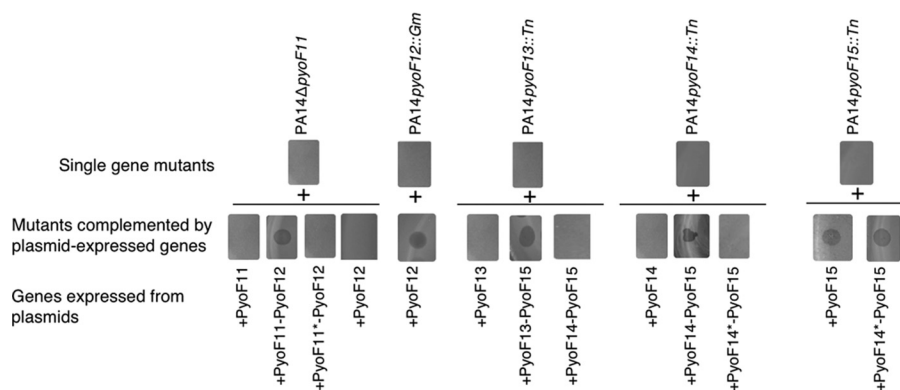 PA14ΔpyoF11
PA14pyoF12::Gm
PA14pyoF13::Tn
PA14pyoF14::Tn
PA14pyoF15::Tn
Single gene mutants
+
+
+
+
+
Mutants complemented by
plasmid-expressed genes
Genes expressed from
plasmids
+PyoF11
+PyoF11-PyoF12
+PyoF11*-PyoF12
+PyoF12
+PyoF12
+PyoF13
+PyoF13-PyoF15
+PyoF14-PyoF15
+PyoF14
+PyoF14-PyoF15
+PyoF14*-PyoF15
+PyoF15
+PyoF14*-PyoF15